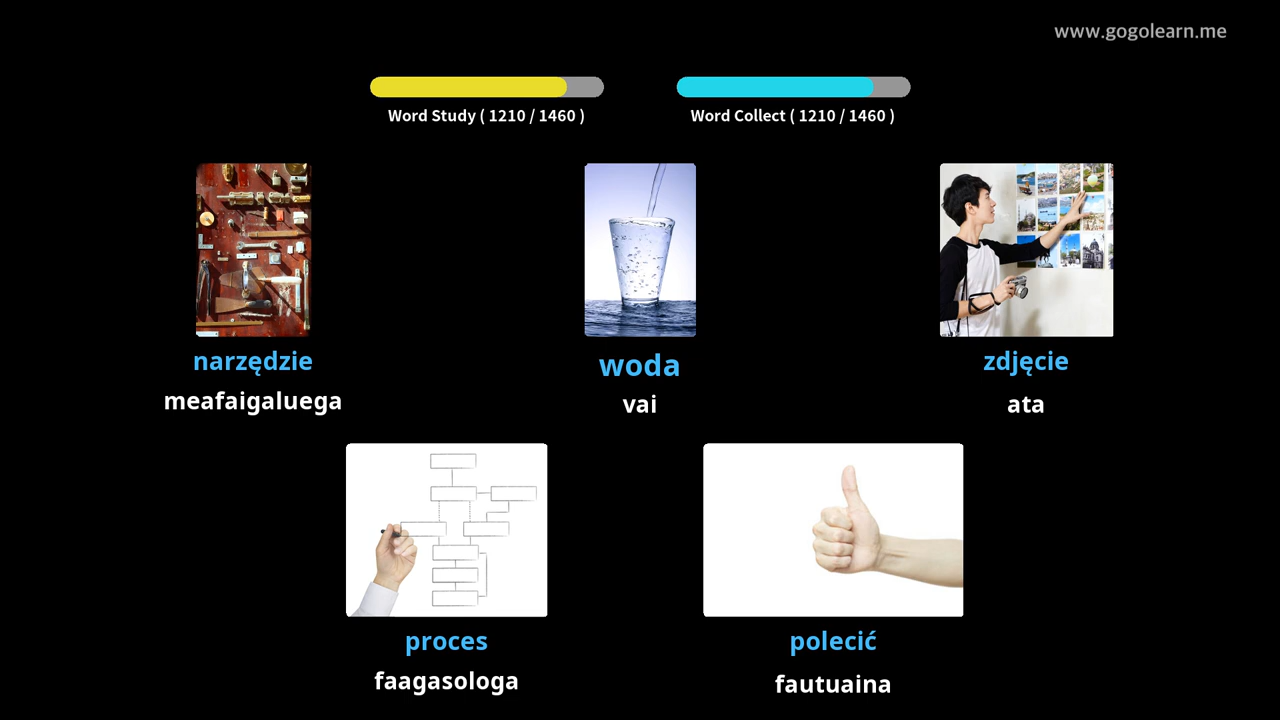 www.gogolearn.me
Word Study ( 1210 / 1460 )
Word Collect ( 1210 / 1460 )
narzędzie
meafaigaluega
woda
vai
zdjęcie
ata
proces
faagasologa
polecić
fautuaina